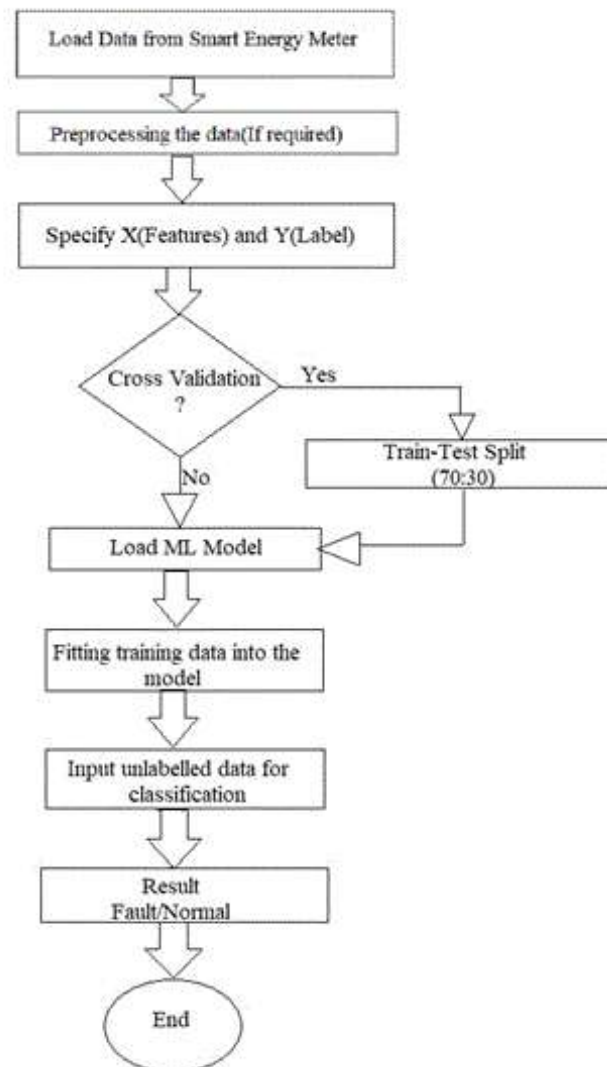 Load Data from Smart Energy Meter
Preprocessing the data(If required)
Specify X(Features) and Y(Label)
Cross Validation
?
Yes
Train-Test Split
(70:30)
No
Load ML Model
Fitting training data into the
model
Input unlabelled data for
classification
Result
Fault/Normal
End